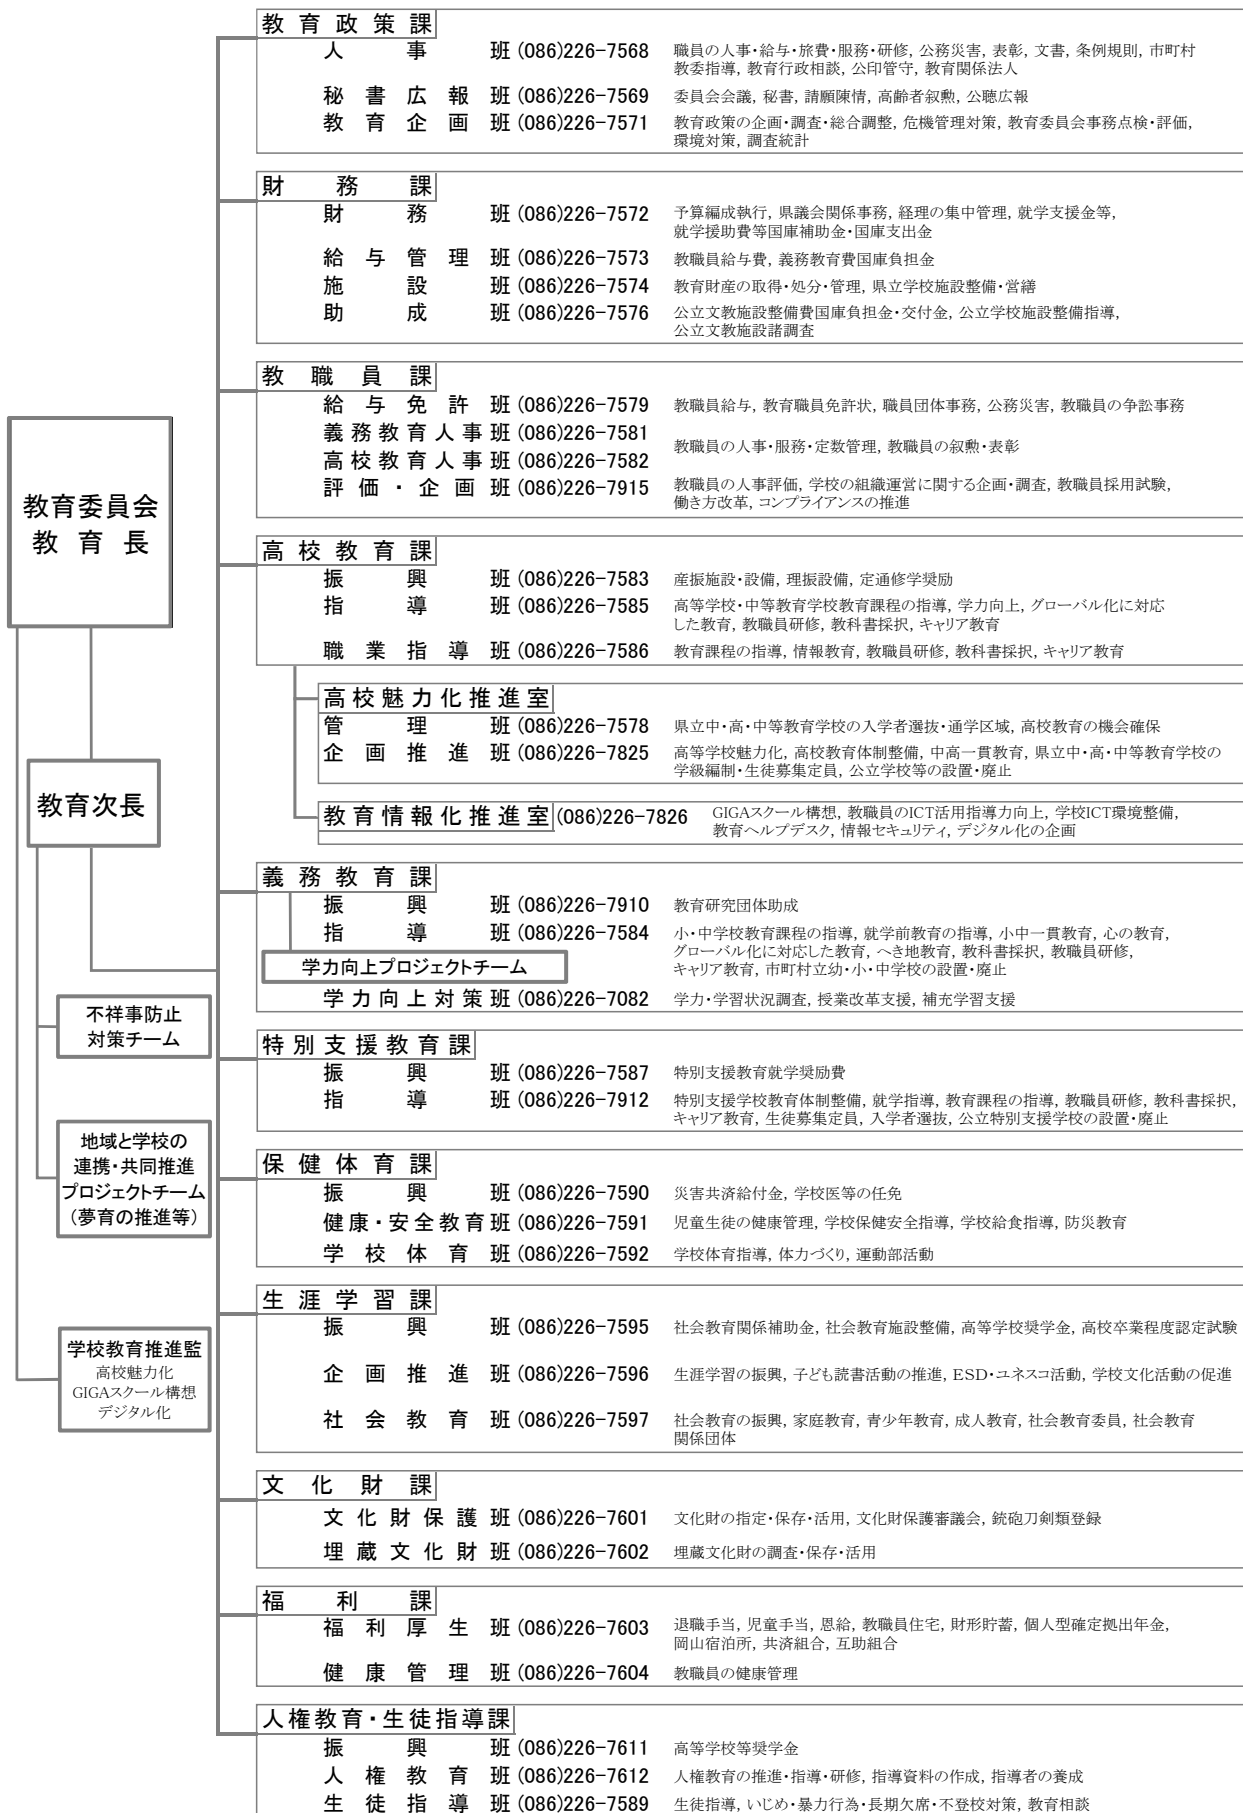 教育委員会
教育長
教育次長
不祥事防止
対策チーム
地域と学校の
連携・共同推進
プロジェクトチーム
（夢育の推進等）
学校教育推進監
高校魅力化
GIGAスクール構想
デジタル化
教育政策課
人事班 (086)226-7568 職員の人事・給与・旅費・服務・研修, 公務災害, 表彰, 文書, 条例規則, 市町村
教委指導, 教育行政相談, 公印管守, 教育関係法人
秘書広報班 (086)226-7569 委員会会議, 秘書, 請願陳情, 高齢者叙勲, 公聴広報
教育企画班 (086)226-7571 教育政策の企画・調査・総合調整, 危機管理対策, 教育委員会事務点検・評価,
環境対策, 調査統計
財務課
財務班 (086)226-7572 予算編成執行, 県議会関係事務, 経理の集中管理, 就学支援金等,
就学援助費等国庫補助金・国庫支出金
給与管理班 (086)226-7573 教職員給与費, 義務教育費国庫負担金
施設班 (086)226-7574 教育財産の取得・処分・管理, 県立学校施設整備・営繕
助成班 (086)226-7576 公立文教施設整備費国庫負担金・交付金, 公立学校施設整備指導,
公立文教施設諸調査
教職員課
給与免許班 (086)226-7579 教職員給与, 教育職員免許状, 職員団体事務, 公務災害, 教職員の争訟事務
義務教育人事班 (086)226-7581
教職員の人事・服務・定数管理, 教職員の叙勲・表彰
高校教育人事班 (086)226-7582
評価・企画班 (086)226-7915 教職員の人事評価, 学校の組織運営に関する企画・調査, 教職員採用試験,
働き方改革, コンプライアンスの推進
高校教育課
振興班 (086)226-7583 産振施設・設備, 理振設備, 定通修学奨励
指導班 (086)226-7585 高等学校・中等教育学校教育課程の指導, 学力向上, グローバル化に対応
した教育, 教職員研修, 教科書採択, キャリア教育
職業指導班 (086)226-7586 教育課程の指導, 情報教育, 教職員研修, 教科書採択, キャリア教育
高校魅力化推進室
管理班 (086)226-7578 県立中・高・中等教育学校の入学者選抜・通学区域, 高校教育の機会確保
企画推進班 (086)226-7825 高等学校魅力化, 高校教育体制整備, 中高一貫教育, 県立中・高・中等教育学校の
学級編制・生徒募集定員, 公立学校等の設置・廃止
教育情報化推進室 (086)226-7826 GIGAスクール構想, 教職員のICT活用指導力向上, 学校ICT環境整備,
教育ヘルプデスク, 情報セキュリティ, デジタル化の企画
義務教育課
振興班 (086)226-7910 教育研究団体助成
指導班 (086)226-7584 小・中学校教育課程の指導, 就学前教育の指導, 小中一貫教育, 心の教育,
グローバル化に対応した教育, へき地教育, 教科書採択, 教職員研修,
キャリア教育, 市町村立幼・小・中学校の設置・廃止
学力向上プロジェクトチーム
学力向上対策班 (086)226-7082 学力・学習状況調査, 授業改革支援, 補充学習支援
特別支援教育課
振興班 (086)226-7587 特別支援教育就学奨励費
指導班 (086)226-7912 特別支援学校教育体制整備, 就学指導, 教育課程の指導, 教職員研修, 教科書採択,
キャリア教育, 生徒募集定員, 入学者選抜, 公立特別支援学校の設置・廃止
保健体育課
振興班 (086)226-7590 災害共済給付金, 学校医等の任免
健康・安全教育班 (086)226-7591 児童生徒の健康管理, 学校保健安全指導, 学校給食指導, 防災教育
学校体育班 (086)226-7592 学校体育指導, 体力づくり, 運動部活動
生涯学習課
振興班 (086)226-7595 社会教育関係補助金, 社会教育施設整備, 高等学校奨学金, 高校卒業程度認定試験
企画推進班 (086)226-7596 生涯学習の振興, 子ども読書活動の推進, ESD・ユネスコ活動, 学校文化活動の促進
社会教育班 (086)226-7597 社会教育の振興, 家庭教育, 青少年教育, 成人教育, 社会教育委員, 社会教育
関係団体
文化財課
文化財保護班 (086)226-7601 文化財の指定・保存・活用, 文化財保護審議会, 銃砲刀剣類登録
埋蔵文化財班 (086)226-7602 埋蔵文化財の調査・保存・活用
福利課
福利厚生班 (086)226-7603 退職手当, 児童手当, 恩給, 教職員住宅, 財形貯蓄, 個人型確定拠出年金,
岡山宿泊所, 共済組合, 互助組合
健康管理班 (086)226-7604 教職員の健康管理
人権教育・生徒指導課
振興班 (086)226-7611 高等学校等奨学金
人権教育班 (086)226-7612 人権教育の推進・指導・研修, 指導資料の作成, 指導者の養成
生徒指導班 (086)226-7589 生徒指導, いじめ・暴力行為・長期欠席・不登校対策, 教育相談